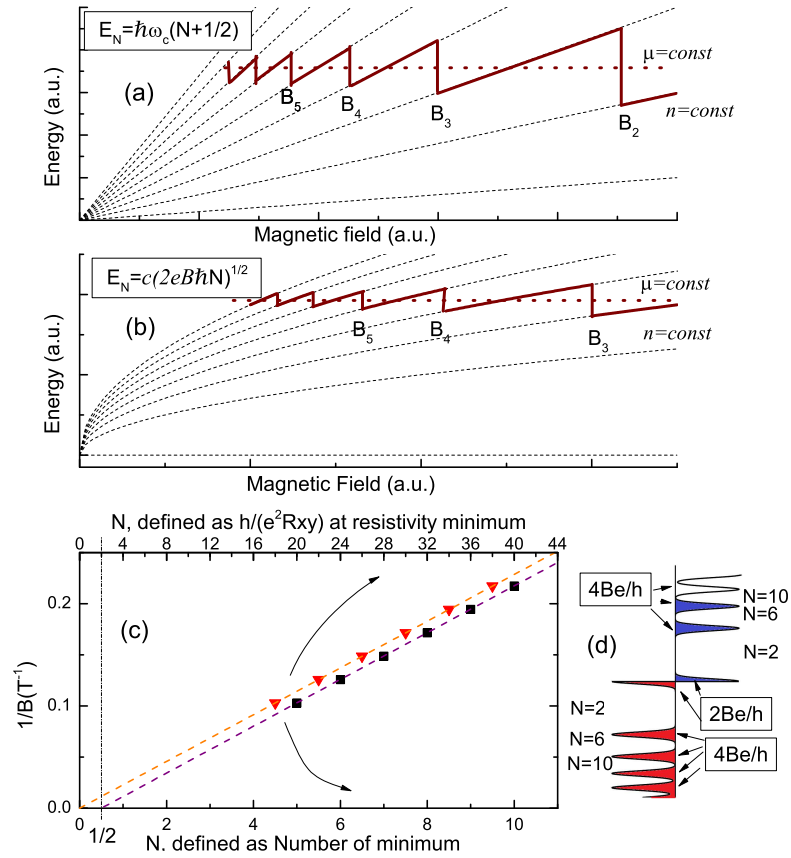 E_N=ℏω_c(N+1/2)
(a)
μ=const
n=const
B_5
B_4
B_3
B_2
Energy (a.u.)
Magnetic field (a.u.)
E_N=c(2eBℏN)^1/2
(b)
μ=const
n=const
B_5
B_4
B_3
Energy (a.u.)
Magnetic Field (a.u.)
N, defined as h/(e²Rxy) at resistivity minimum
0 4 8 12 16 20 24 28 32 36 40 44
(c)
0.2
0.1
0.0
1/B(T⁻¹)
0 2 4 6 8 10
1/2
N, defined as Number of minimum
(d)
4Be/h
N=10
N=6
N=2
2Be/h
N=2
N=6
N=10
4Be/h